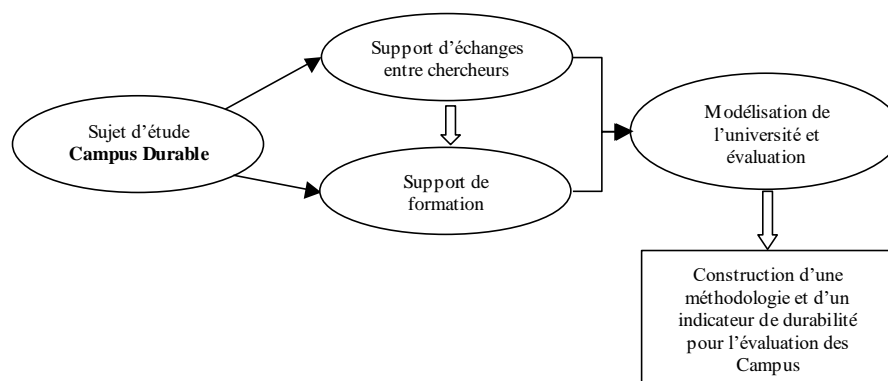 Support d’échanges
entre chercheurs
Sujet d’étude
Campus Durable
Support de
formation
Modélisation de
l’université et
évaluation
Construction d’une
méthodologie et d’un
indicateur de durabilité
pour l’évaluation des
Campus